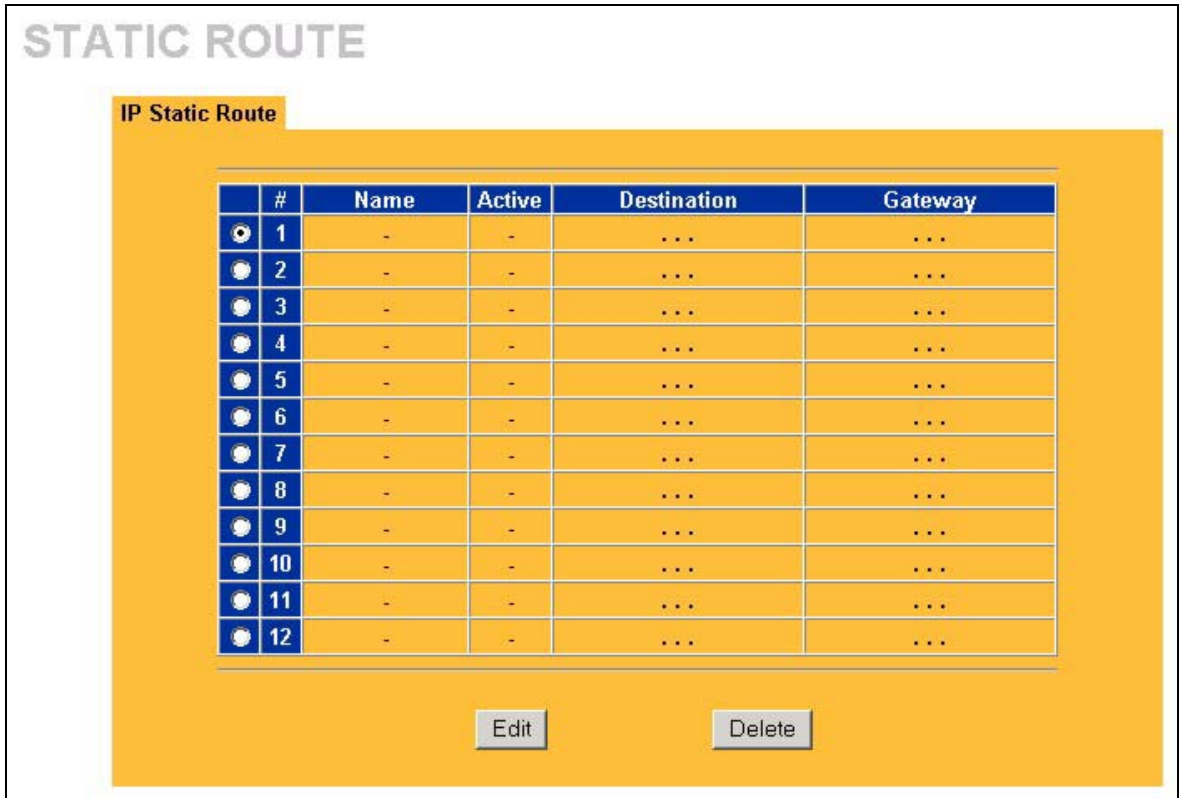 STATIC ROUTE
IP Static Route
# Name Active Destination Gateway
1 - - . . . . . .
2 - - . . . . . .
3 - - . . . . . .
4 - - . . . . . .
5 - - . . . . . .
6 - - . . . . . .
7 - - . . . . . .
8 - - . . . . . .
9 - - . . . . . .
10 - - . . . . . .
11 - - . . . . . .
12 - - . . . . . .
Edit Delete